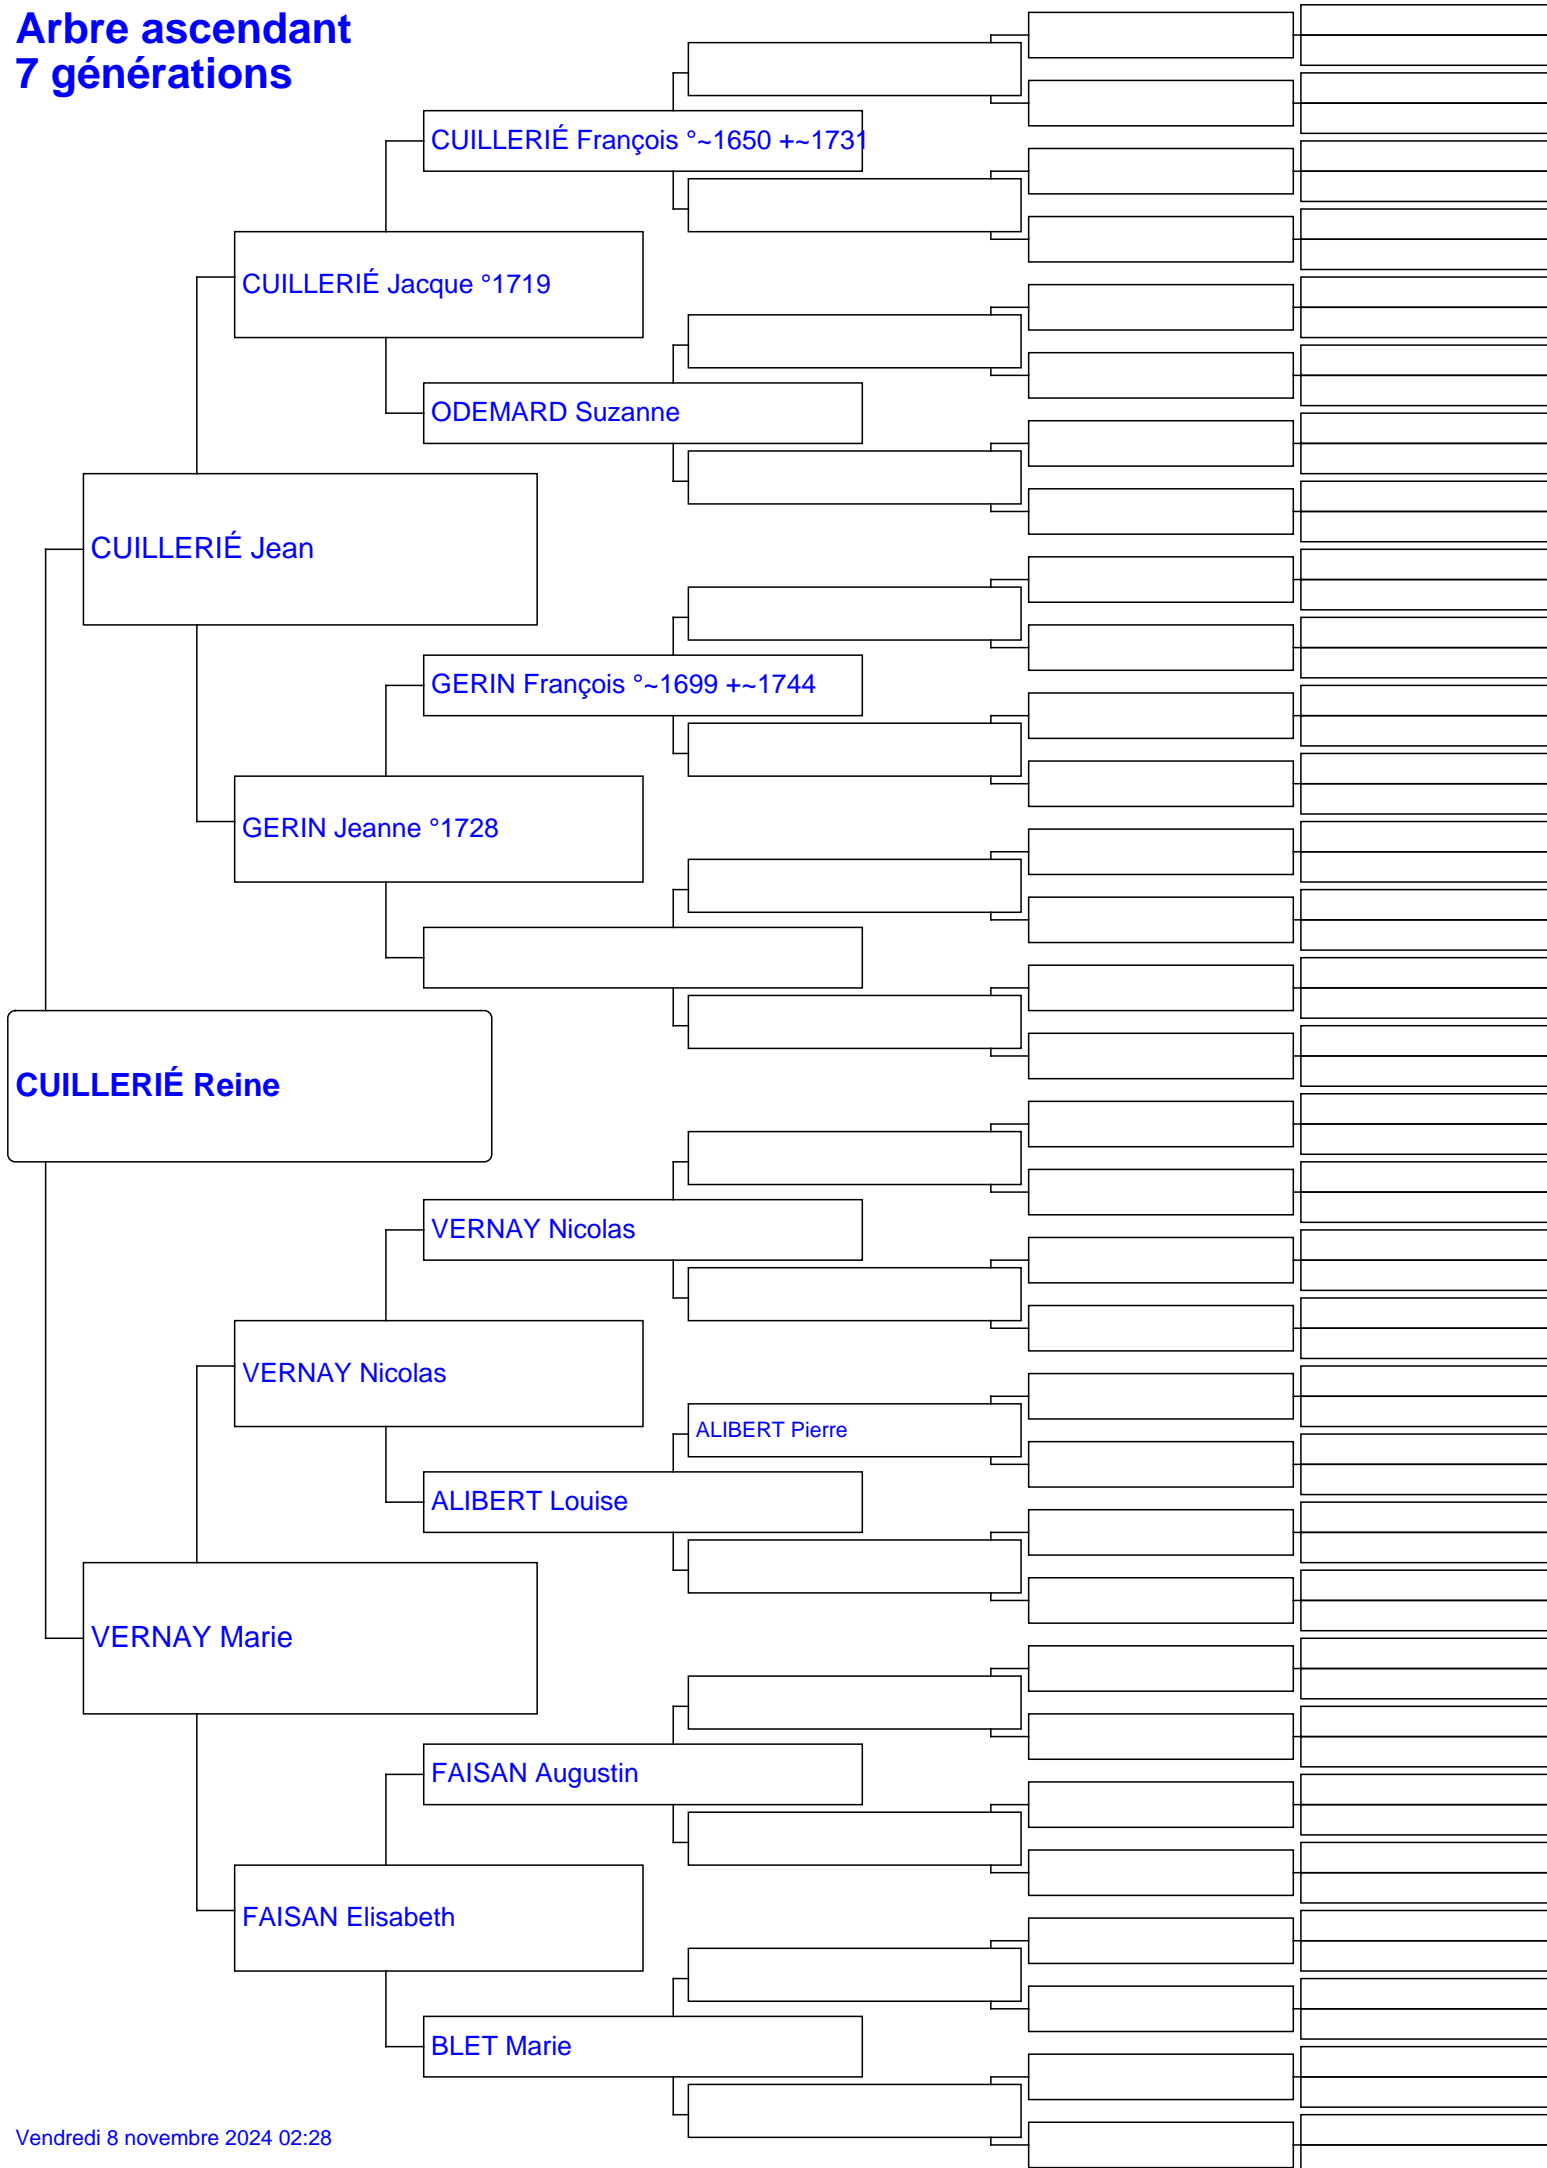 Arbre ascendant
7 générations
CUILLERIÉ François °~1650 +~1731
CUILLERIÉ Jacque °1719
ODEMARD Suzanne
CUILLERIÉ Jean
GERIN François °~1699 +~1744
GERIN Jeanne °1728
CUILLERIÉ Reine
VERNAY Nicolas
VERNAY Nicolas
ALIBERT Pierre
ALIBERT Louise
VERNAY Marie
FAISAN Augustin
FAISAN Elisabeth
BLET Marie
Vendredi 8 novembre 2024 02:28